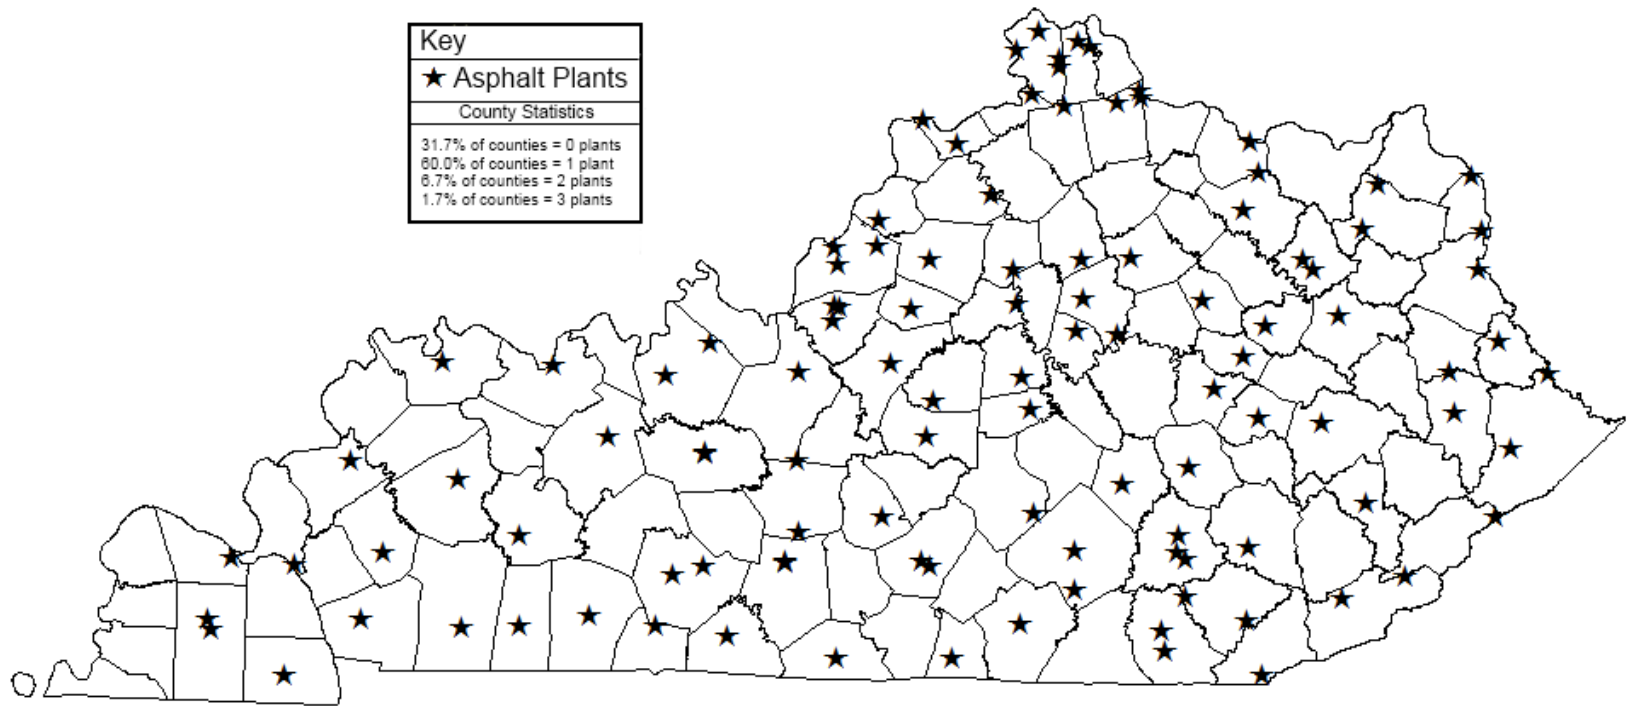 Key
Asphalt Plants
County Statistics
31.7% of counties = 0 plants
60.0% of counties = 1 plant
6.7% of counties = 2 plants
1.7% of counties = 3 plants